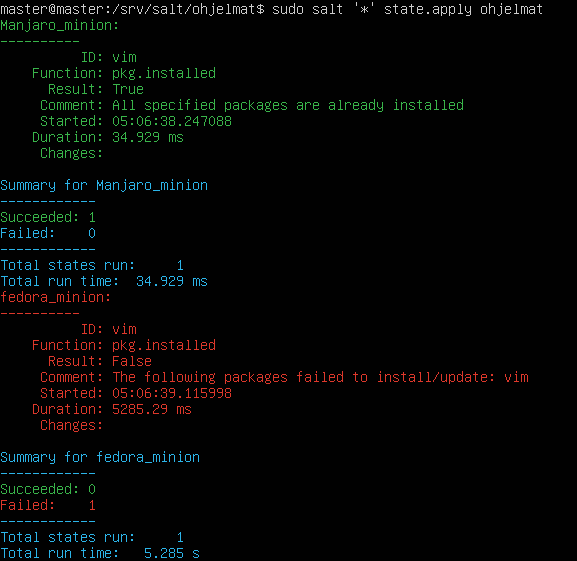 master@master:/srv/salt/ohjelmat$ sudo salt '*' state.apply ohjelmat
Manjaro_minion:
----------
          ID: vim
    Function: pkg.installed
      Result: True
     Comment: All specified packages are already installed
     Started: 05:06:38.247088
    Duration: 34.929 ms
     Changes:

Summary for Manjaro_minion
------------
Succeeded: 1
Failed:    0
------------
Total states run:     1
Total run time:  34.929 ms
fedora_minion:
----------
          ID: vim
    Function: pkg.installed
      Result: False
     Comment: The following packages failed to install/update: vim
     Started: 05:06:39.115998
    Duration: 5285.29 ms
     Changes:

Summary for fedora_minion
------------
Succeeded: 0
Failed:    1
------------
Total states run:     1
Total run time:   5.285 s